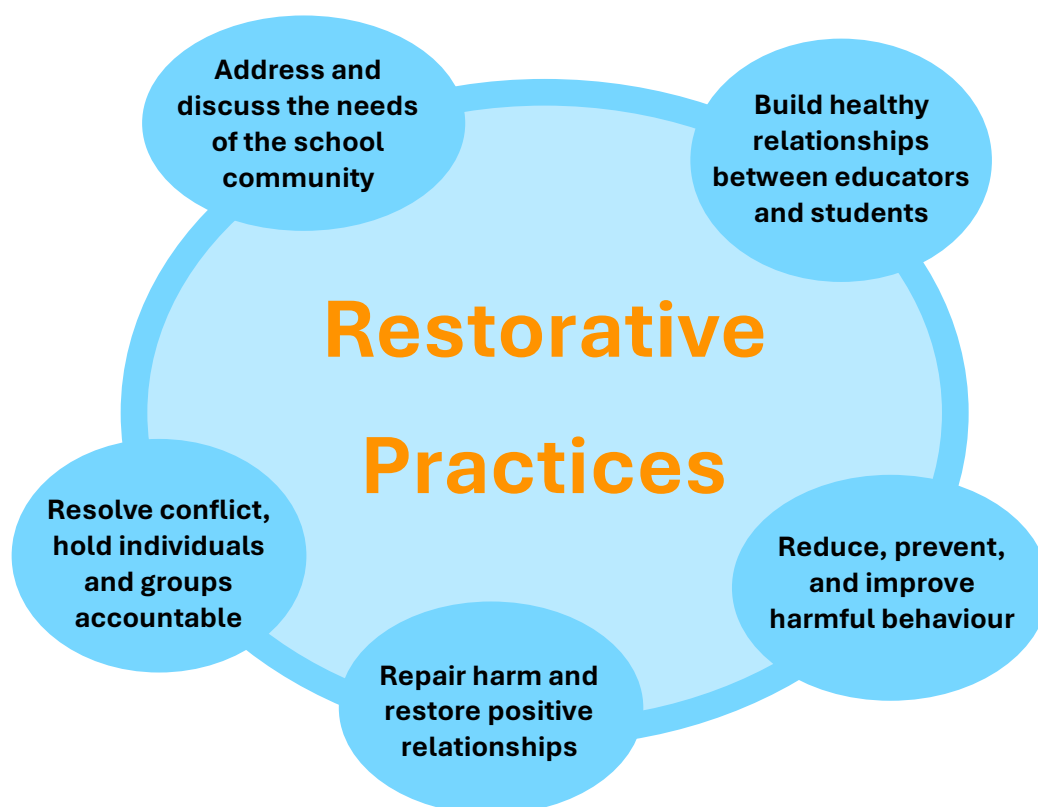 Address and
discuss the needs
of the school
community
Build healthy
relationships
between educators
and students
Restorative
Practices
Resolve conflict,
hold individuals
and groups
accountable
Reduce, prevent,
and improve
harmful behaviour
Repair harm and
restore positive
relationships